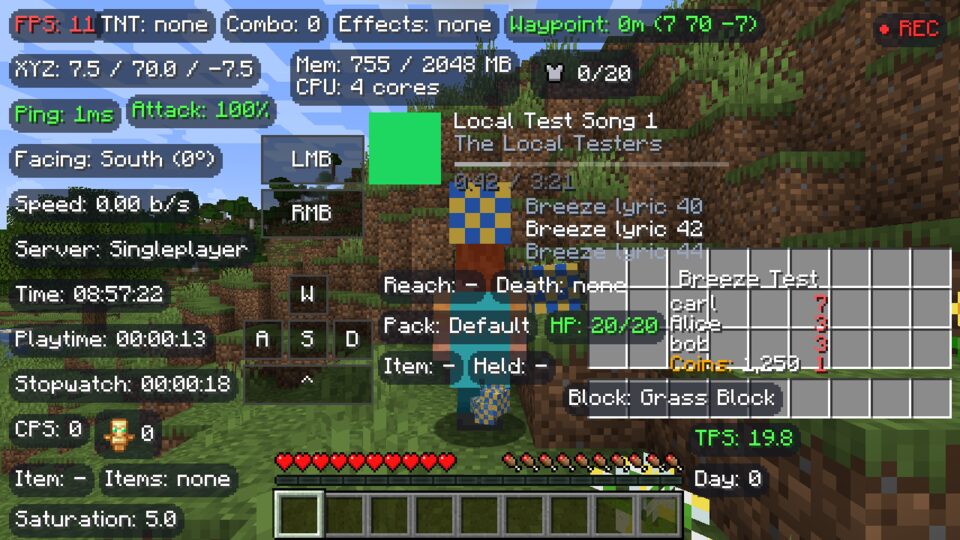 FPS: 11 TNT: none Combo: 0 Effects: none Waypoint: 0m (7 70 -7) REC
XYZ: 7.5 / 70.0 / -7.5
Mem: 755 / 2048 MB
CPU: 4 cores
0/20
Ping: 1ms Attack: 100%
Local Test Song 1
The Local Testers
0:42 / 3:21
Facing: South (0°)
LMB
RMB
Breeze lyric 40
Breeze lyric 42
Breeze lyric 44
Speed: 0.00 b/s
Server: Singleplayer
Time: 08:57:22
W
Reach: - Death: none
Breeze Test
carl 7
Alice 3
bob 3
Coins: 1,250 1
Playtime: 00:00:13
A S D
Pack: Default HP: 20/20
Stopwatch: 00:00:18
^
Item: - Held: -
Block: Grass Block
CPS: 0
0
TPS: 19.8
Item: - Items: none
Day: 0
Saturation: 5.0